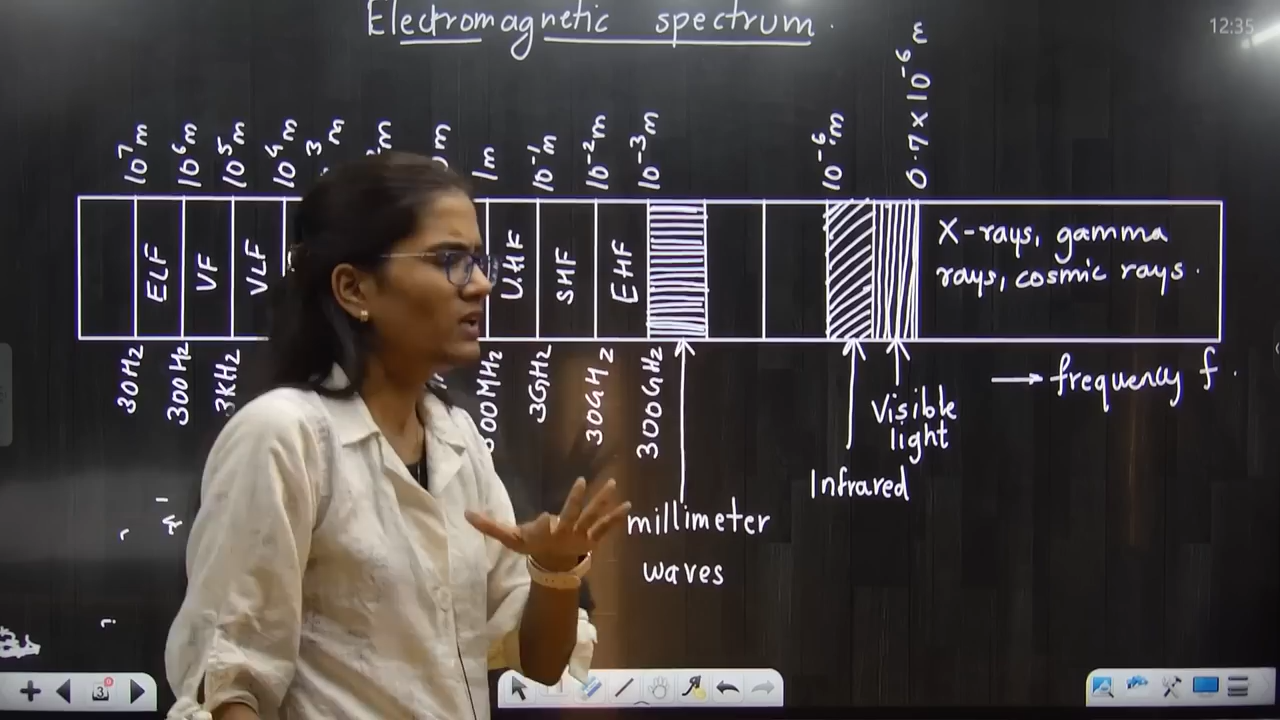 Electromagnetic spectrum.
12:35
10⁷m
10⁶m
10⁵m
10⁴m
1m
10⁻¹m
10⁻²m
10⁻³m
10⁻⁶m
0.7×10⁻⁶m
ELF
VF
VLF
UHF
SHF
EHF
X-rays, gamma
rays, cosmic rays.
30Hz
300Hz
3KHz
3GHz
30GHz
300GHz
→ frequency f.
Visible
light
Infrared
millimeter
waves
3